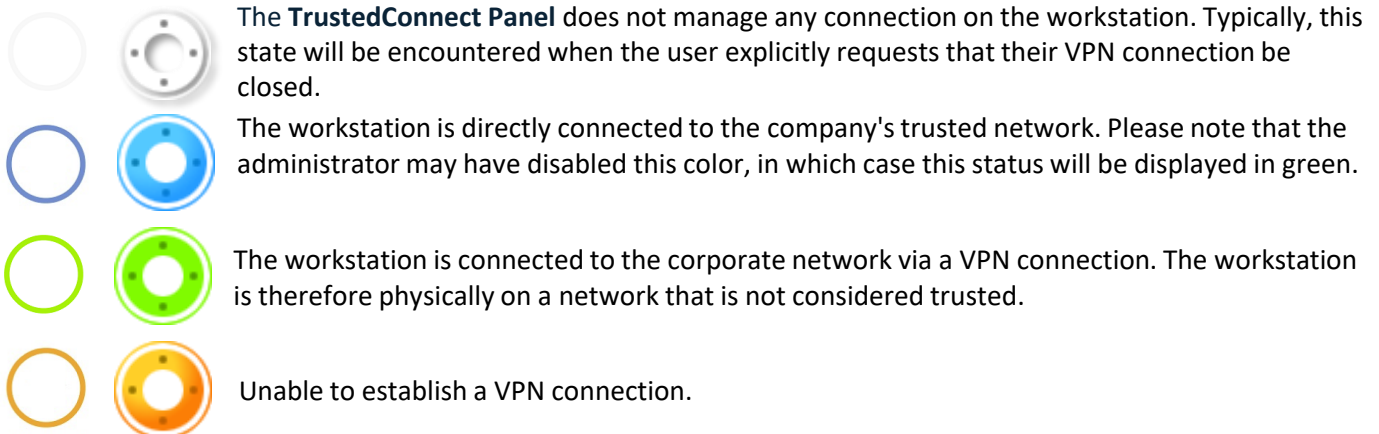 The TrustedConnect Panel does not manage any connection on the workstation. Typically, this
state will be encountered when the user explicitly requests that their VPN connection be
closed.
The workstation is directly connected to the company's trusted network. Please note that the
administrator may have disabled this color, in which case this status will be displayed in green.
The workstation is connected to the corporate network via a VPN connection. The workstation
is therefore physically on a network that is not considered trusted.
Unable to establish a VPN connection.